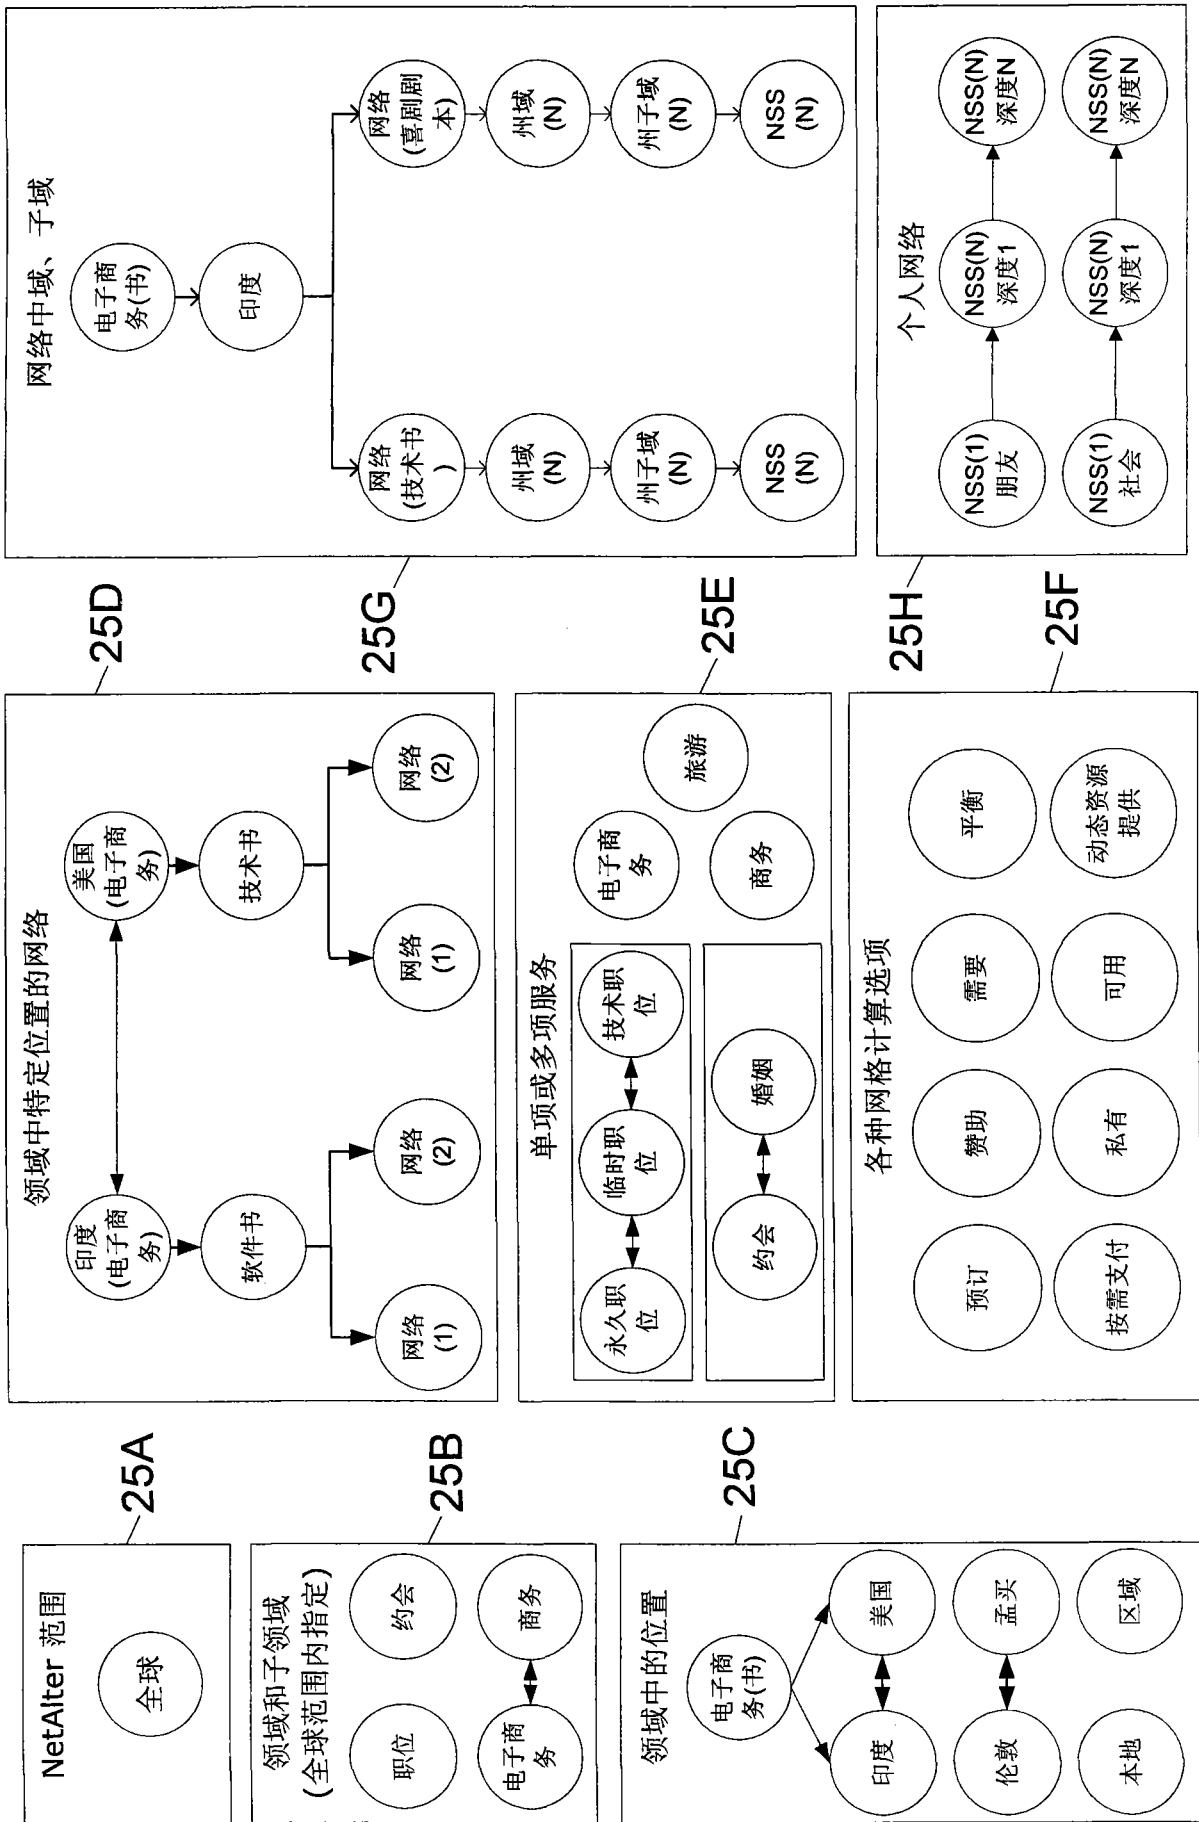 NetAlter 范围
全球
25A
领域和子领域
(全球范围内指定)
职位
约会
电子商
务
商务
25B
领域中的位置
电子商
务(书)
印度
美国
伦敦
孟买
本地
区域
25C
领域中特定位置的网络
印度
(电子商
务)
美国
(电子商
务)
软件书
技术书
网络
(1)
网络
(2)
网络
(1)
网络
(2)
25D
单项或多项服务
永久职
位
临时职
位
技术职
位
约会
婚姻
电子商
务
商务
旅游
25E
各种网格计算选项
预订
赞助
需要
平衡
按需支付
私有
可用
动态资源
提供
25F
网络中域、子域
电子商
务(书)
印度
网络
(技术书
)
网络
(喜剧剧
本)
州域
(N)
州域
(N)
州子域
(N)
州子域
(N)
NSS
(N)
NSS
(N)
25G
个人网络
NSS(1)
朋友
NSS(N)
深度1
NSS(N)
深度N
NSS(1)
社会
NSS(N)
深度1
NSS(N)
深度N
25H